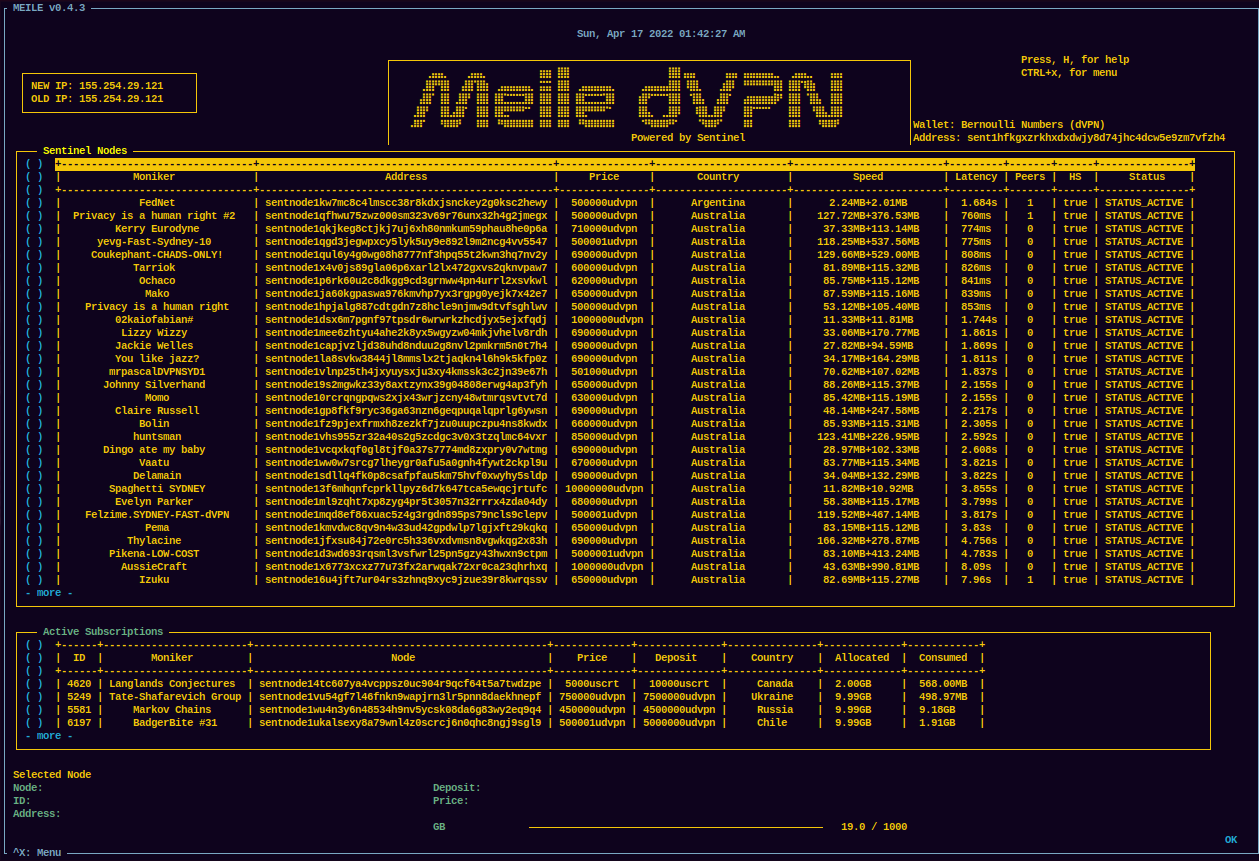 MEILE v0.4.3
Sun, Apr 17 2022 01:42:27 AM
Press, H, for help
CTRL+x, for menu
NEW IP: 155.254.29.121
OLD IP: 155.254.29.121
Meile dVPN
Powered by Sentinel
Wallet: Bernoulli Numbers (dVPN)
Address: sent1hfkgxzrkhxdxdwjy8d74jhc4dcw5e9zm7vfzh4
Sentinel Nodes
( ) +--------------------------------+-------------------------------------------------+---------------+----------------------+-------------------------+---------+-------+------+---------------+
( ) | Moniker | Address | Price | Country | Speed | Latency | Peers | HS | Status |
( ) +--------------------------------+-------------------------------------------------+---------------+----------------------+-------------------------+---------+-------+------+---------------+
( ) | FedNet | sentnode1kw7mc8c4lmscc38r8kdxjsnckey2g0ksc2hewy | 500000udvpn | Argentina | 2.24MB+2.01MB | 1.684s | 1 | true | STATUS_ACTIVE |
( ) | Privacy is a human right #2 | sentnode1qfhwu75zwz000sm323v69r76unx32h4g2jmegx | 500000udvpn | Australia | 127.72MB+376.53MB | 760ms | 1 | true | STATUS_ACTIVE |
( ) | Kerry Eurodyne | sentnode1qkjkeg8ctjkj7uj6xh80nmkum59phau8he0p6a | 710000udvpn | Australia | 37.33MB+113.14MB | 774ms | 0 | true | STATUS_ACTIVE |
( ) | yevg-Fast-Sydney-10 | sentnode1qgd3jegwpxcy5lyk5uy9e892l9m2ncg4vv5547 | 500001udvpn | Australia | 118.25MB+537.56MB | 775ms | 0 | true | STATUS_ACTIVE |
( ) | Coukephant-CHADS-ONLY! | sentnode1qul6y4g0wg08h8777nf3hpq55t2kwn3hq7nv2y | 690000udvpn | Australia | 129.66MB+529.00MB | 808ms | 0 | true | STATUS_ACTIVE |
( ) | Tarriok | sentnode1x4v0js89gla06p6xarl2lx472gxvs2qknvpaw7 | 600000udvpn | Australia | 81.89MB+115.32MB | 826ms | 0 | true | STATUS_ACTIVE |
( ) | Ochaco | sentnode1p6rk60u2c8dkgg9cd3grnww4pn4urrl2xsvkwl | 620000udvpn | Australia | 85.75MB+115.12MB | 841ms | 0 | true | STATUS_ACTIVE |
( ) | Mako | sentnode1ja60kgpaswa976kmvhp7yx3rgpg0yejk7x42e7 | 650000udvpn | Australia | 87.59MB+115.16MB | 839ms | 0 | true | STATUS_ACTIVE |
( ) | Privacy is a human right | sentnode1hpjalg887cdtgdn7z8hcle9njmw9dtvfsghlwv | 500000udvpn | Australia | 53.12MB+105.40MB | 853ms | 0 | true | STATUS_ACTIVE |
( ) | 02kaiofabian# | sentnode1dsx6m7pgnf97tpsdr6wrwrkzhcdjyx5ejxfqdj | 1000000udvpn | Australia | 11.33MB+11.81MB | 1.744s | 0 | true | STATUS_ACTIVE |
( ) | Lizzy Wizzy | sentnode1mee6zhtyu4ahe2k8yx5wgyzw04mkjvhelv8rdh | 690000udvpn | Australia | 33.06MB+170.77MB | 1.861s | 0 | true | STATUS_ACTIVE |
( ) | Jackie Welles | sentnode1capjvzljd38uhd8nduu2g8nvl2pmkrm5n0t7h4 | 690000udvpn | Australia | 27.82MB+94.59MB | 1.869s | 0 | true | STATUS_ACTIVE |
( ) | You like jazz? | sentnode1la8svkw3844jl8mmslx2tjaqkn4l6h9k5kfp0z | 690000udvpn | Australia | 34.17MB+164.29MB | 1.811s | 0 | true | STATUS_ACTIVE |
( ) | mrpascalDVPNSYD1 | sentnode1vlnp25th4jxyuysxju3xy4kmssk3c2jn39e67h | 501000udvpn | Australia | 70.62MB+107.02MB | 1.837s | 0 | true | STATUS_ACTIVE |
( ) | Johnny Silverhand | sentnode19s2mgwkz33y8axtzynx39g04808erwg4ap3fyh | 650000udvpn | Australia | 88.26MB+115.37MB | 2.155s | 0 | true | STATUS_ACTIVE |
( ) | Momo | sentnode10rcrqngpqws2xjx43wrjzcny48wtmrqsvtvt7d | 630000udvpn | Australia | 85.42MB+115.19MB | 2.155s | 0 | true | STATUS_ACTIVE |
( ) | Claire Russell | sentnode1gp8fkf9ryc36ga63nzn6geqpuqalqprlg6ywsn | 690000udvpn | Australia | 48.14MB+247.58MB | 2.217s | 0 | true | STATUS_ACTIVE |
( ) | Bolin | sentnode1fz9pjexfrmxh8zezkf7jzu0uupczpu4ns8kwdx | 660000udvpn | Australia | 85.93MB+115.31MB | 2.305s | 0 | true | STATUS_ACTIVE |
( ) | huntsman | sentnode1vhs955zr32a40s2g5zcdgc3v0x3tzqlmc64vxr | 850000udvpn | Australia | 123.41MB+226.95MB | 2.592s | 0 | true | STATUS_ACTIVE |
( ) | Dingo ate my baby | sentnode1vcqxkqf0gl8tjf0a37s7774md8zxpry0v7wtmg | 690000udvpn | Australia | 28.97MB+102.33MB | 2.608s | 0 | true | STATUS_ACTIVE |
( ) | Vaatu | sentnode1ww0w7srcg7lheygr0afu5a0gnh4fywt2ckpl9u | 670000udvpn | Australia | 83.77MB+115.34MB | 3.821s | 0 | true | STATUS_ACTIVE |
( ) | Delamain | sentnode1sdllq4fk0p8csafpfau5km75hvf0xwyhy5sldp | 690000udvpn | Australia | 34.04MB+132.29MB | 3.822s | 0 | true | STATUS_ACTIVE |
( ) | Spaghetti SYDNEY | sentnode13f6mhqnfcprkllpyz6d7k647tca5ewqcjrtufc | 10000000udvpn | Australia | 11.82MB+10.92MB | 3.855s | 0 | true | STATUS_ACTIVE |
( ) | Evelyn Parker | sentnode1ml9zqht7xp8zyg4pr5t3057n32rrrx4zda04dy | 680000udvpn | Australia | 58.38MB+115.17MB | 3.799s | 0 | true | STATUS_ACTIVE |
( ) | Felzime.SYDNEY-FAST-dVPN | sentnode1mqd8ef86xuac5z4g3rgdn895ps79ncls9clepv | 500001udvpn | Australia | 119.52MB+467.14MB | 3.817s | 0 | true | STATUS_ACTIVE |
( ) | Pema | sentnode1kmvdwc8qv9n4w33ud42gpdwlp7lgjxft29kqkq | 650000udvpn | Australia | 83.15MB+115.12MB | 3.83s | 0 | true | STATUS_ACTIVE |
( ) | Thylacine | sentnode1jfxsu84j72e0rc5h336vxdvmsn8vgwkqg2x83h | 690000udvpn | Australia | 166.32MB+278.87MB | 4.756s | 0 | true | STATUS_ACTIVE |
( ) | Pikena-LOW-COST | sentnode1d3wd693rqsml3vsfwrl25pn5gzy43hwxn9ctpm | 5000001udvpn | Australia | 83.10MB+413.24MB | 4.783s | 0 | true | STATUS_ACTIVE |
( ) | AussieCraft | sentnode1x6773xcxz77u73fx2arwqak72xr0ca23qhrhxq | 1000000udvpn | Australia | 43.63MB+990.81MB | 8.09s | 0 | true | STATUS_ACTIVE |
( ) | Izuku | sentnode16u4jft7ur04rs3zhnq9xyc9jzue39r8kwrqssv | 650000udvpn | Australia | 82.69MB+115.27MB | 7.96s | 1 | true | STATUS_ACTIVE |
- more -
Active Subscriptions
( ) +------+------------------------+-------------------------------------------------+-------------+--------------+---------------+-------------+------------+
( ) | ID | Moniker | Node | Price | Deposit | Country | Allocated | Consumed |
( ) +------+------------------------+-------------------------------------------------+-------------+--------------+---------------+-------------+------------+
( ) | 4620 | Langlands Conjectures | sentnode14tc607ya4vcppsz0uc904r9qcf64t5a7twdzpe | 5000uscrt | 10000uscrt | Canada | 2.00GB | 568.00MB |
( ) | 5249 | Tate-Shafarevich Group | sentnode1vu54gf7l46fnkn9wapjrn3lr5pnn8daekhnepf | 750000udvpn | 7500000udvpn | Ukraine | 9.99GB | 498.97MB |
( ) | 5581 | Markov Chains | sentnode1wu4n3y6n48534h9nv5ycsk08da6g83wy2eq9q4 | 450000udvpn | 4500000udvpn | Russia | 9.99GB | 9.18GB |
( ) | 6197 | BadgerBite #31 | sentnode1ukalsexy8a79wnl4z0scrcj6n0qhc8ngj9sgl9 | 500001udvpn | 5000000udvpn | Chile | 9.99GB | 1.91GB |
- more -
Selected Node
Node: Deposit:
ID: Price:
Address:
GB 19.0 / 1000
OK
^X: Menu